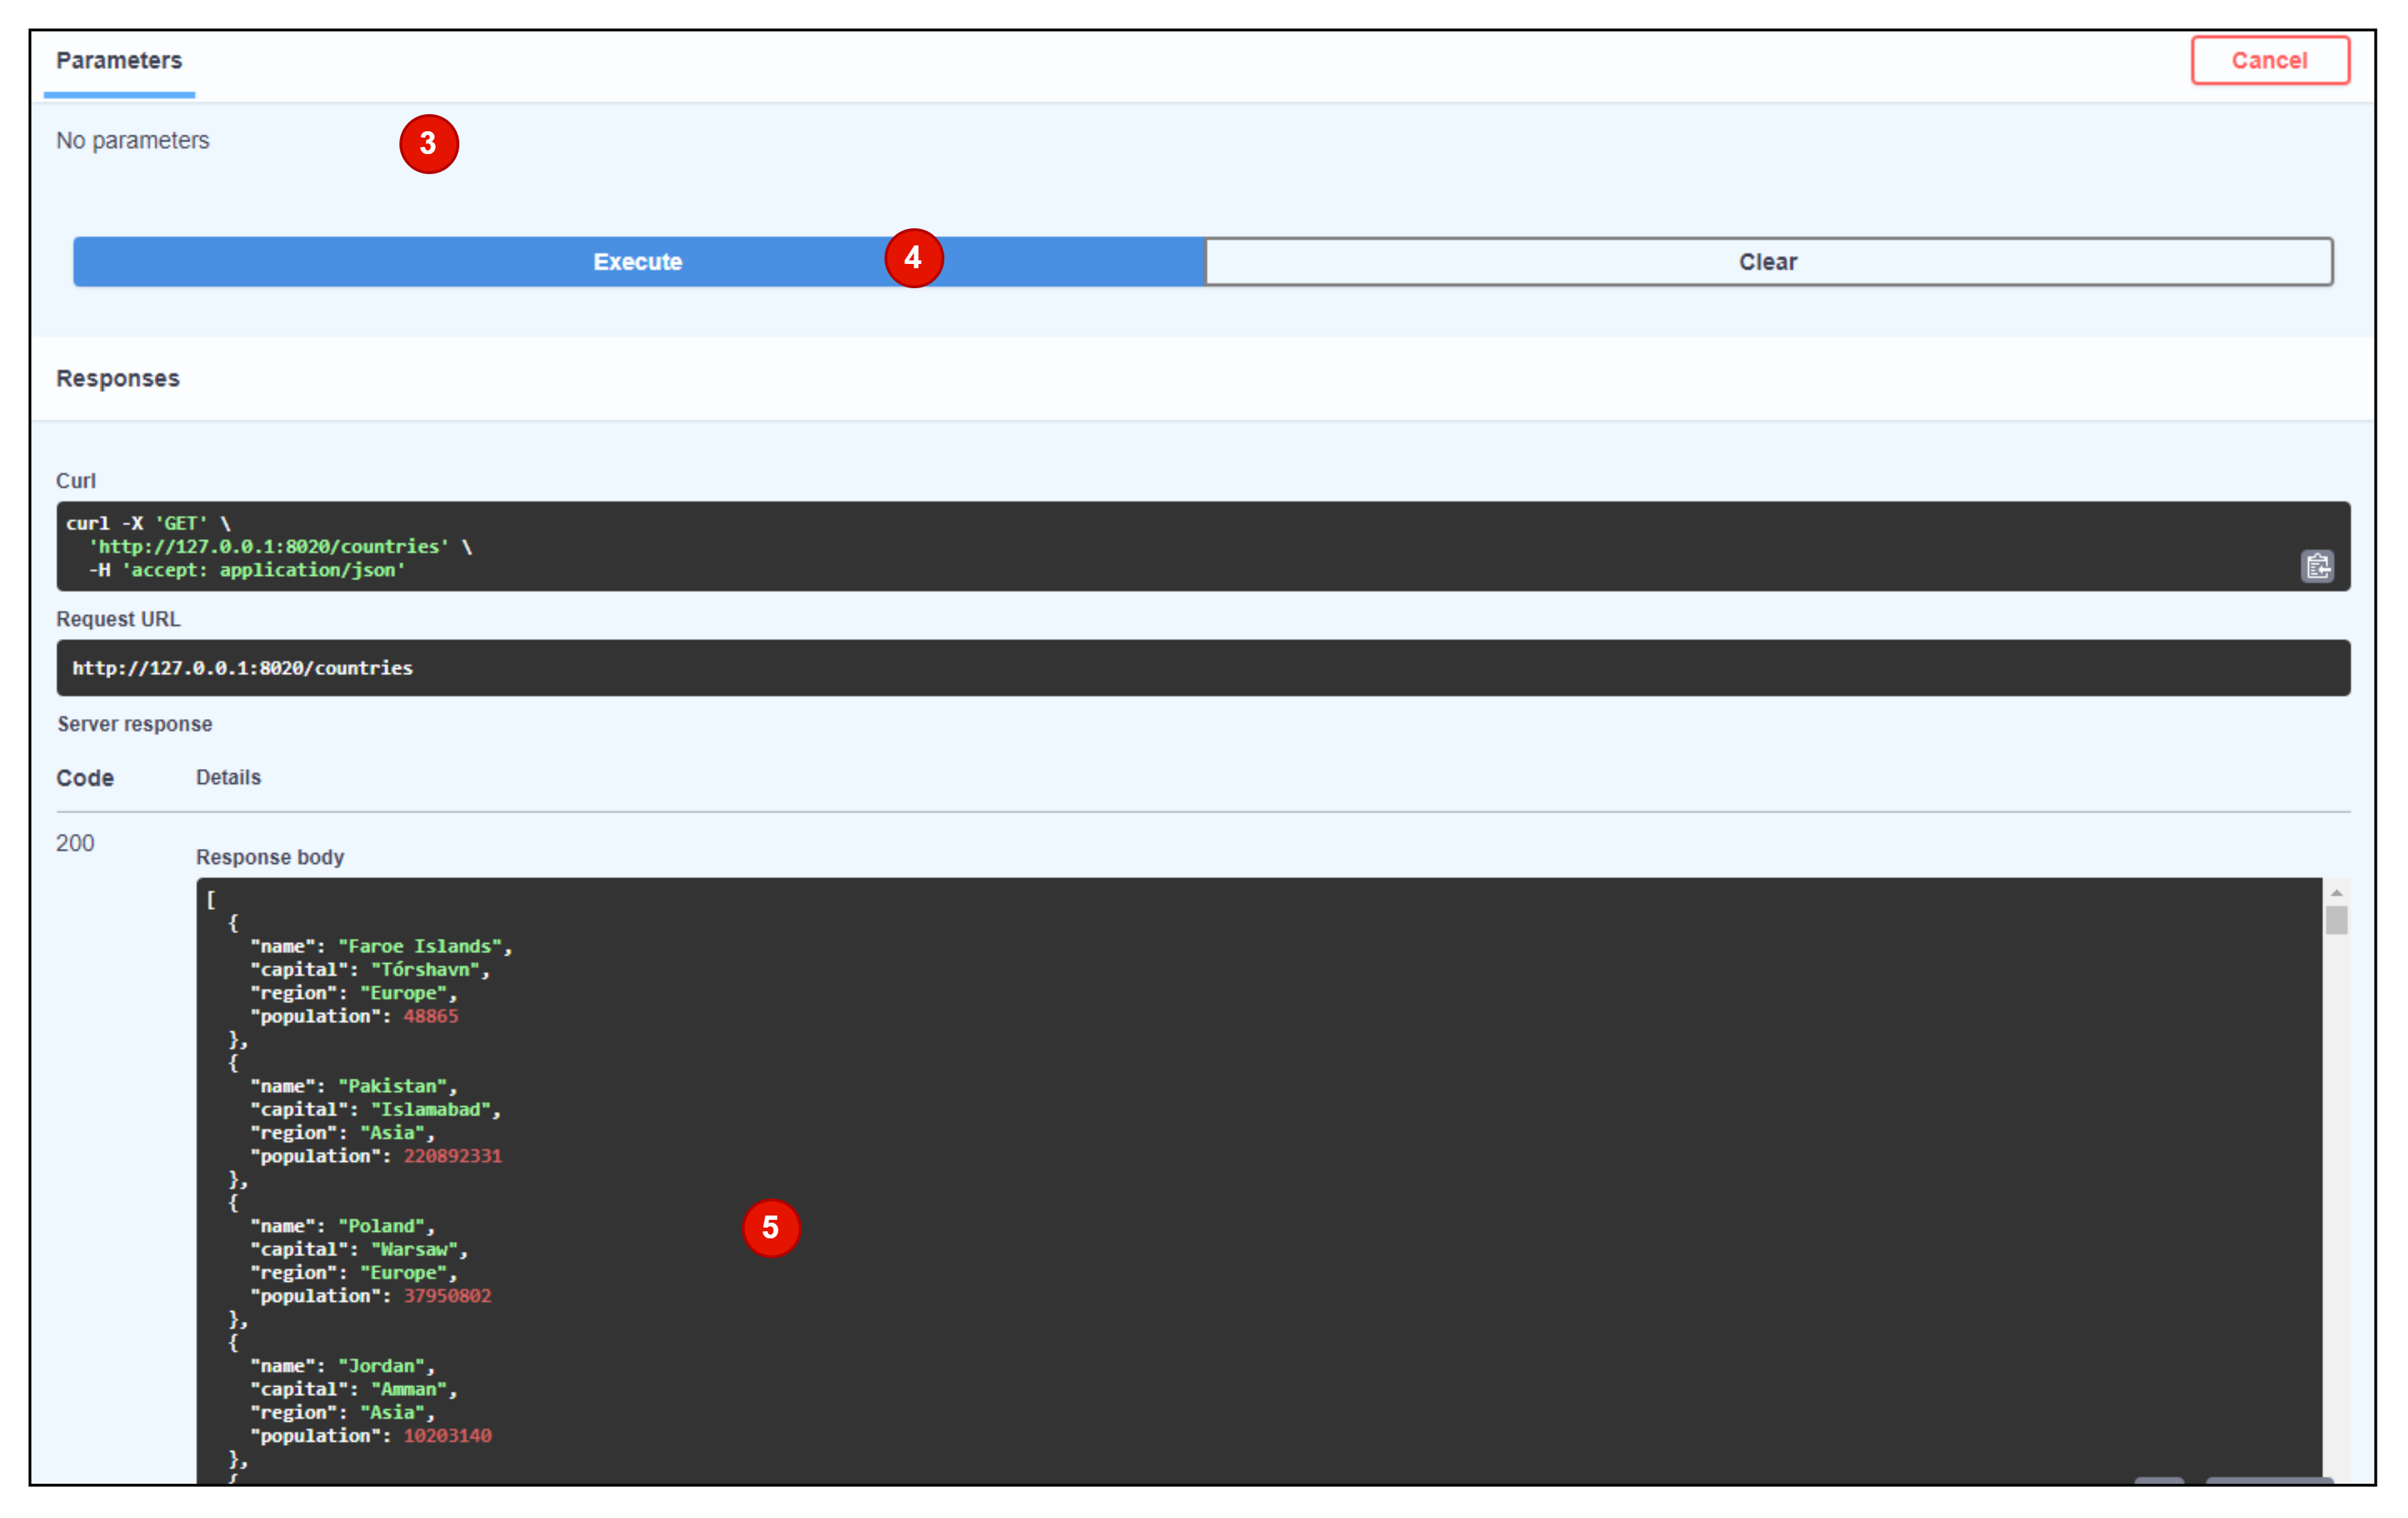 Parameters
Cancel
No parameters
3
Execute
4
Clear
Responses
Curl
curl -X 'GET' \
  'http://127.0.0.1:8020/countries' \
  -H 'accept: application/json'
Request URL
http://127.0.0.1:8020/countries
Server response
Code Details
200
Response body
[
  {
    "name": "Faroe Islands",
    "capital": "Tórshavn",
    "region": "Europe",
    "population": 48865
  },
  {
    "name": "Pakistan",
    "capital": "Islamabad",
    "region": "Asia",
    "population": 220892331
  },
  {
    "name": "Poland",
    "capital": "Warsaw",
    "region": "Europe",
    "population": 37950802
  },
  {
    "name": "Jordan",
    "capital": "Amman",
    "region": "Asia",
    "population": 10203140
  },
  {
5